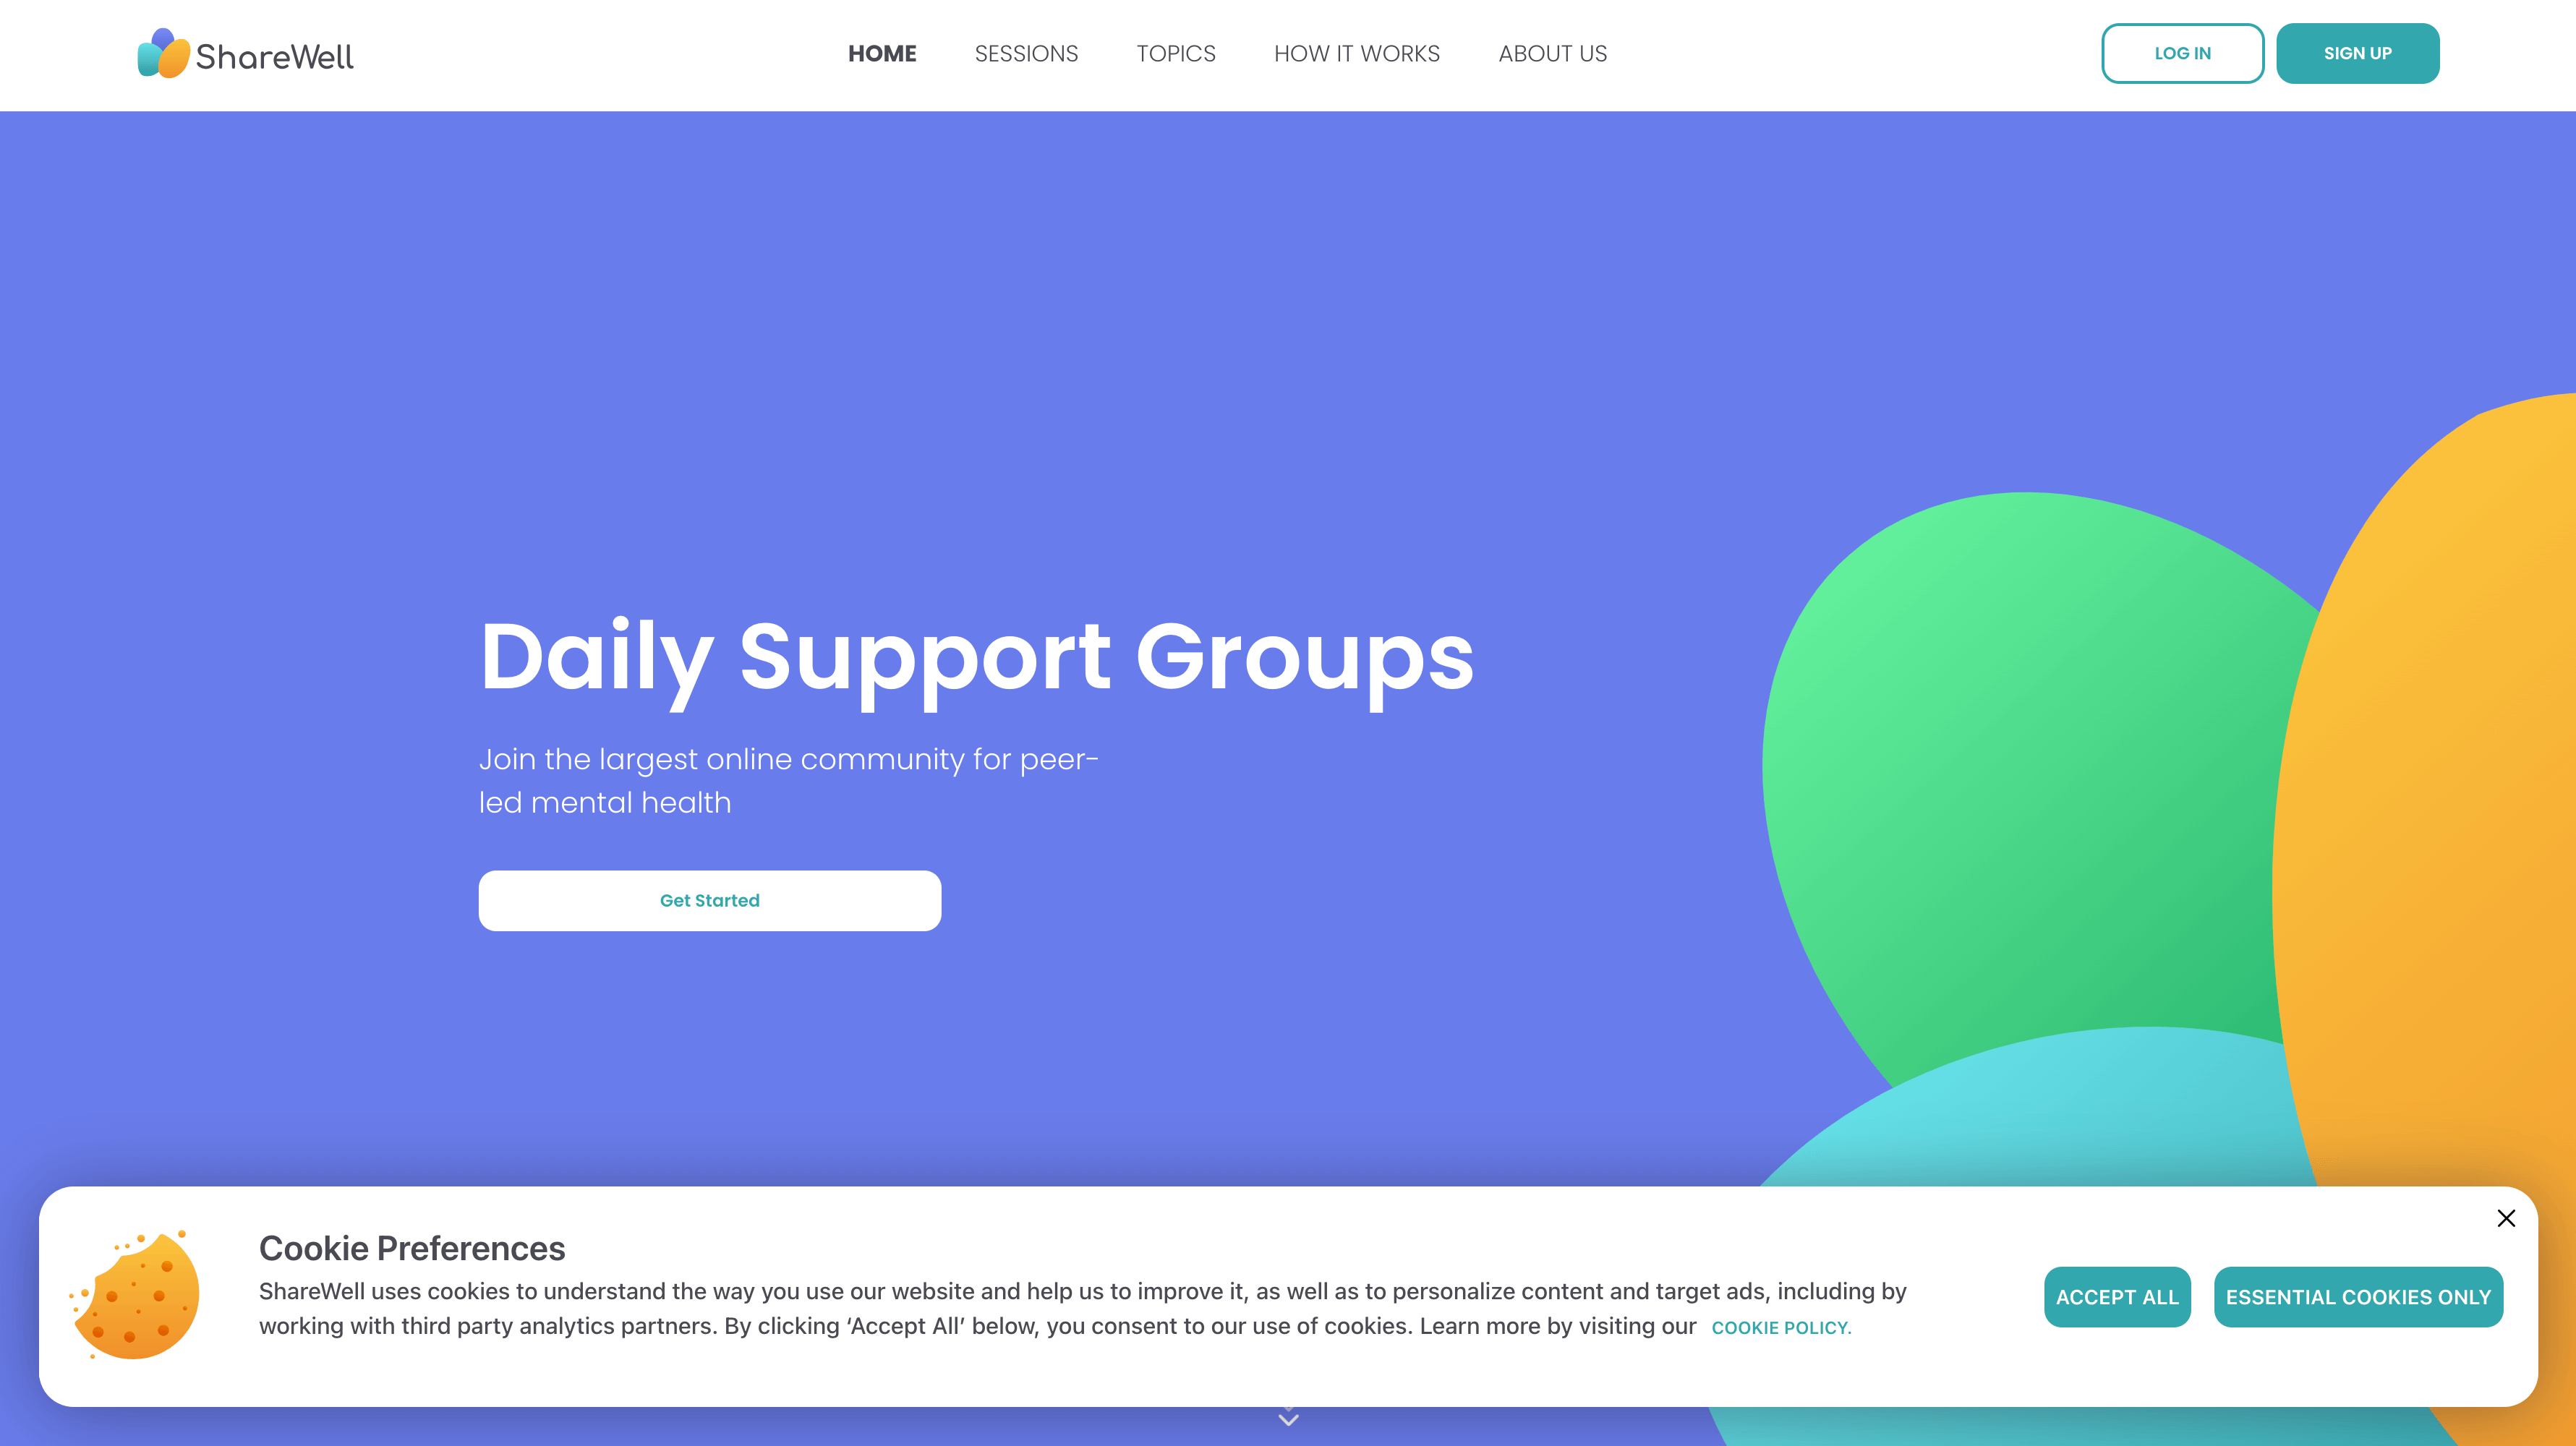 ShareWell
HOME
SESSIONS
TOPICS
HOW IT WORKS
ABOUT US
LOG IN
SIGN UP
Daily Support Groups
Join the largest online community for peer-
led mental health
Get Started
Cookie Preferences
ShareWell uses cookies to understand the way you use our website and help us to improve it, as well as to personalize content and target ads, including by
working with third party analytics partners. By clicking ‘Accept All’ below, you consent to our use of cookies. Learn more by visiting our COOKIE POLICY.
ACCEPT ALL
ESSENTIAL COOKIES ONLY